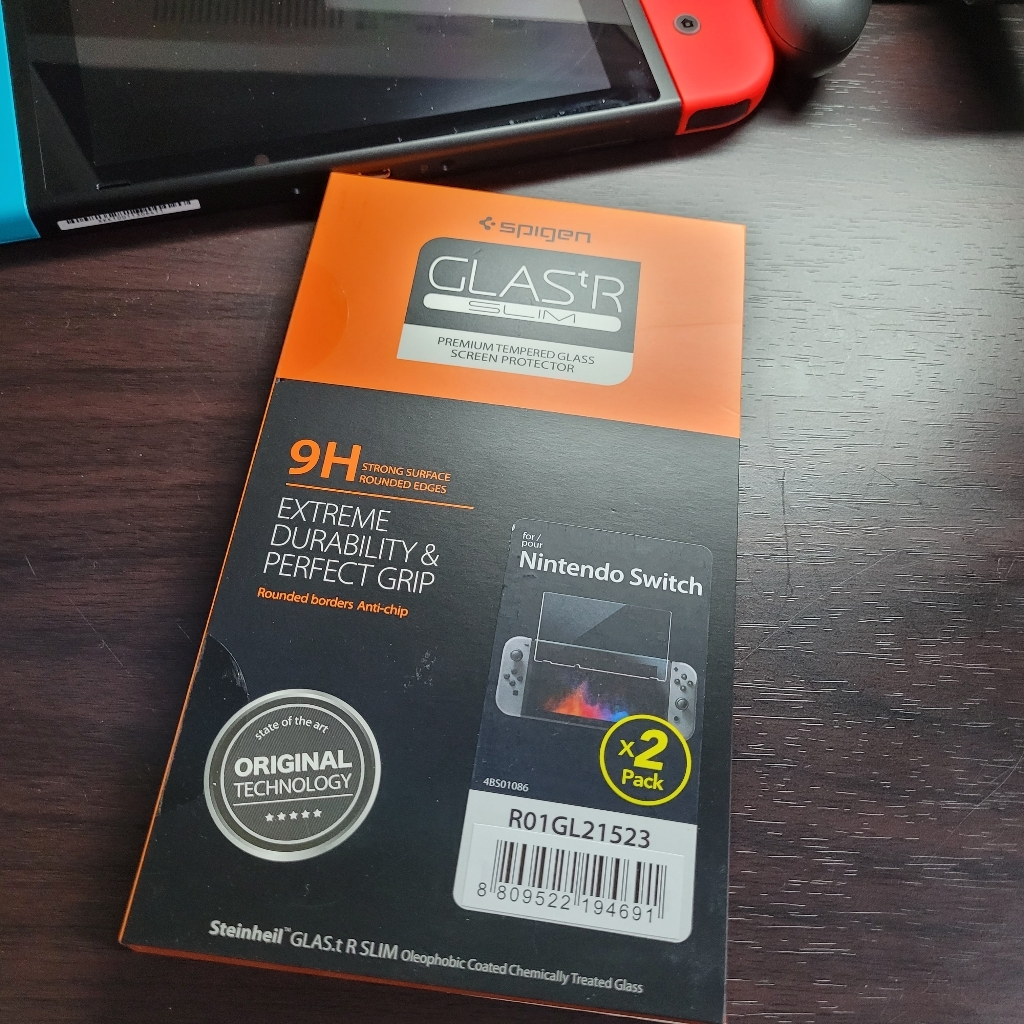 spigen
GLAStR
SLIM
PREMIUM TEMPERED GLASS
SCREEN PROTECTOR
9H
STRONG SURFACE
ROUNDED EDGES
EXTREME
DURABILITY &
PERFECT GRIP
Rounded borders Anti-chip
for /
pour
Nintendo Switch
x2
Pack
4BS01086
state of the art
ORIGINAL
TECHNOLOGY
R01GL21523
8 809522 194691
Steinheil™ GLAS.t R SLIM Oleophobic Coated Chemically Treated Glass